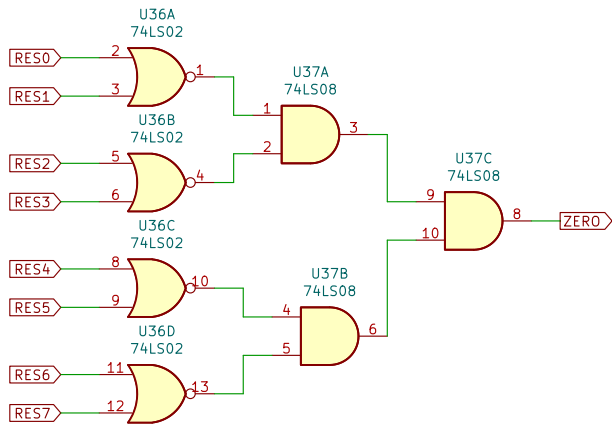 U36A
74LS02
RES0
2
1
RES1
3
U37A
74LS08
1
3
2
U36B
74LS02
RES2
5
4
RES3
6
U37C
74LS08
9
8
ZERO
10
U36C
74LS02
RES4
8
10
RES5
9
U37B
74LS08
4
6
5
U36D
74LS02
RES6
11
13
RES7
12